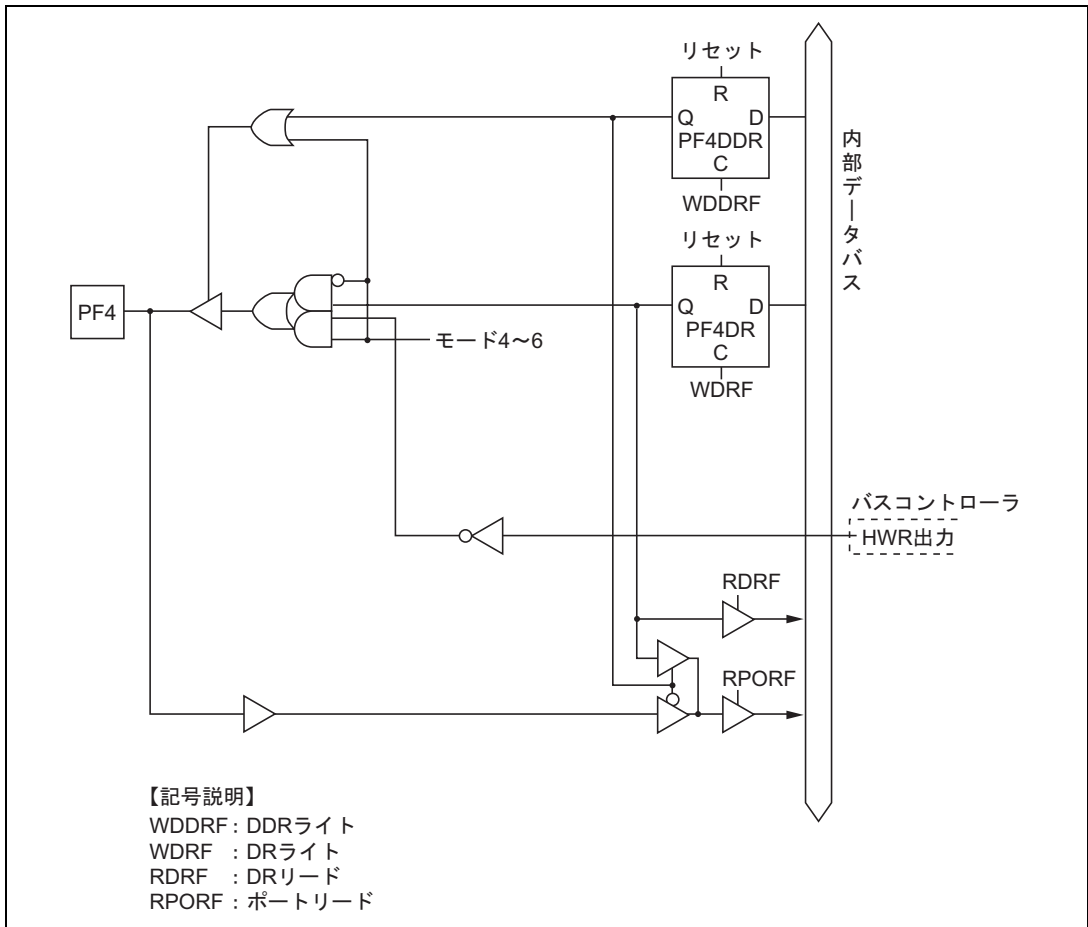 リセット
R
Q D
PF4DDR
C
WDDRF
リセット
R
Q D
PF4DR
C
WDRF
内部データバス
PF4
モード4～6
バスコントローラ
HWR出力
RDRF
RPORF
【記号説明】
WDDRF : DDRライト
WDRF : DRライト
RDRF : DRリード
RPORF : ポートリード